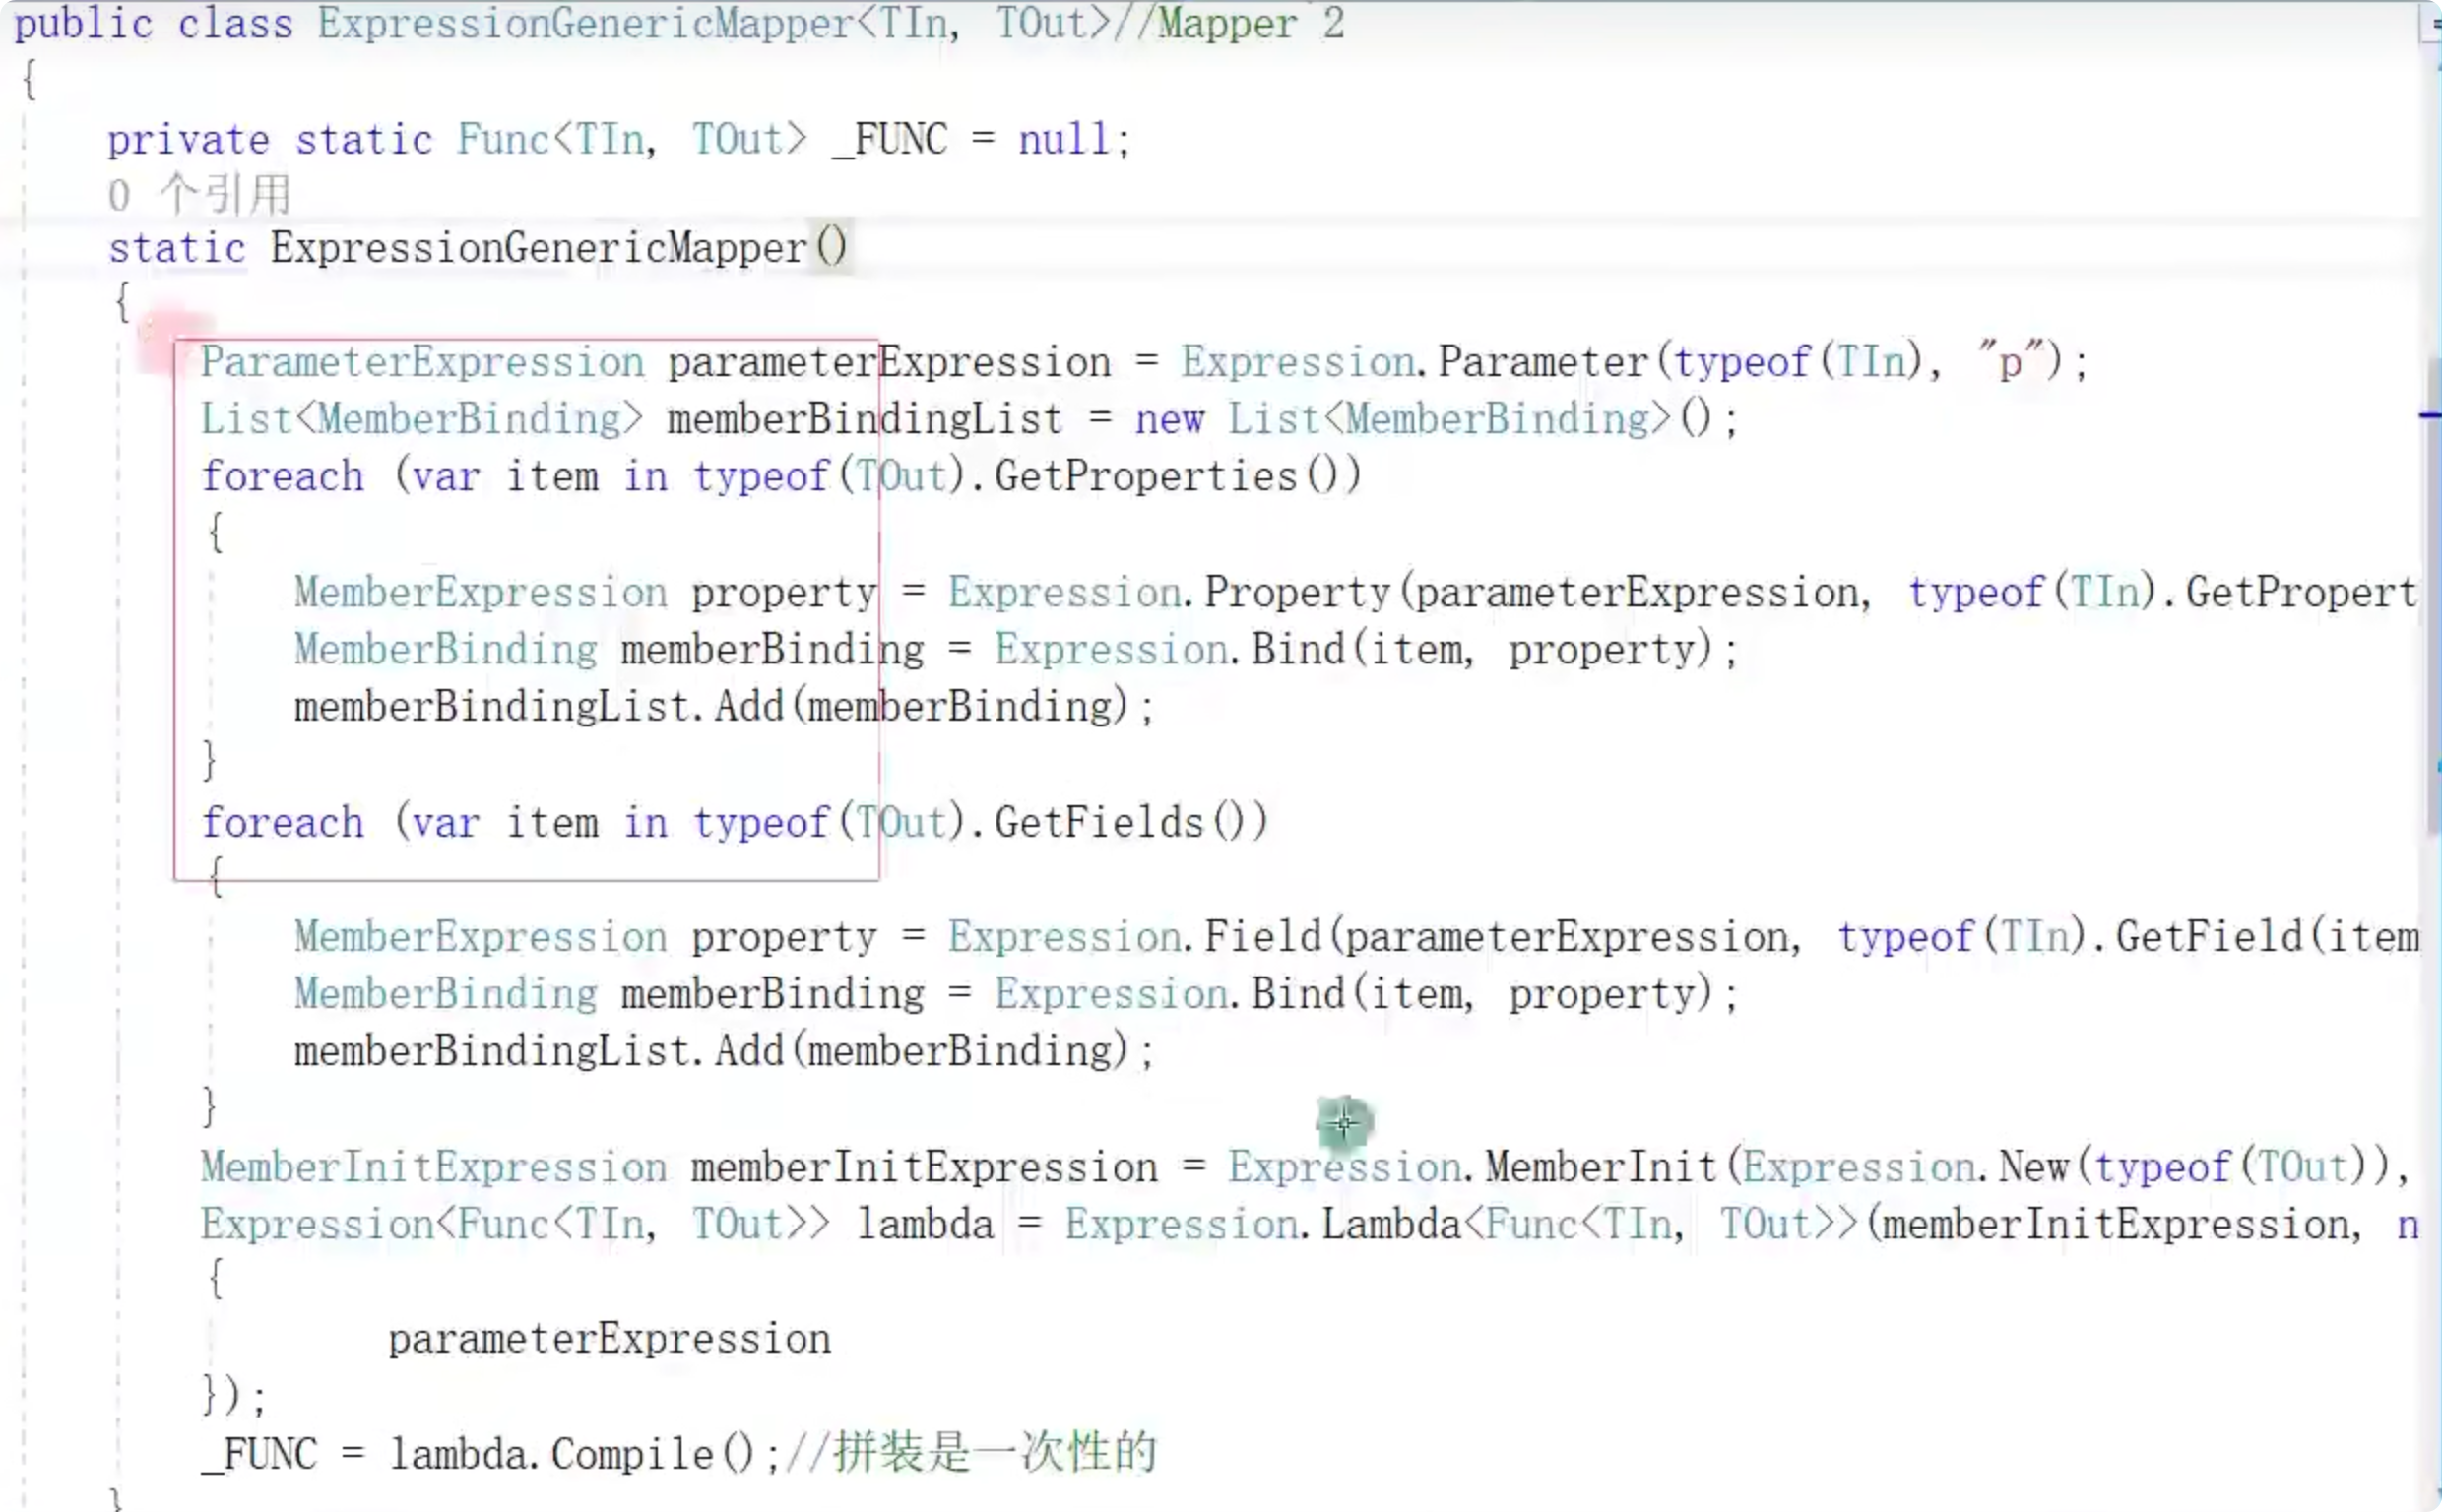 public class ExpressionGenericMapper<TIn, TOut>//Mapper`2
{
private static Func<TIn, TOut> _FUNC = null;
0 个引用
static ExpressionGenericMapper()
{
ParameterExpression parameterExpression = Expression.Parameter(typeof(TIn), "p");
List<MemberBinding> memberBindingList = new List<MemberBinding>();
foreach (var item in typeof(TOut).GetProperties())
{
MemberExpression property = Expression.Property(parameterExpression, typeof(TIn).GetPropert
MemberBinding memberBinding = Expression.Bind(item, property);
memberBindingList.Add(memberBinding);
}
foreach (var item in typeof(TOut).GetFields())
{
MemberExpression property = Expression.Field(parameterExpression, typeof(TIn).GetField(item
MemberBinding memberBinding = Expression.Bind(item, property);
memberBindingList.Add(memberBinding);
}
MemberInitExpression memberInitExpression = Expression.MemberInit(Expression.New(typeof(TOut)),
Expression<Func<TIn, TOut>> lambda = Expression.Lambda<Func<TIn, TOut>>(memberInitExpression, n
{
parameterExpression
});
_FUNC = lambda.Compile();//拼装是一次性的
}